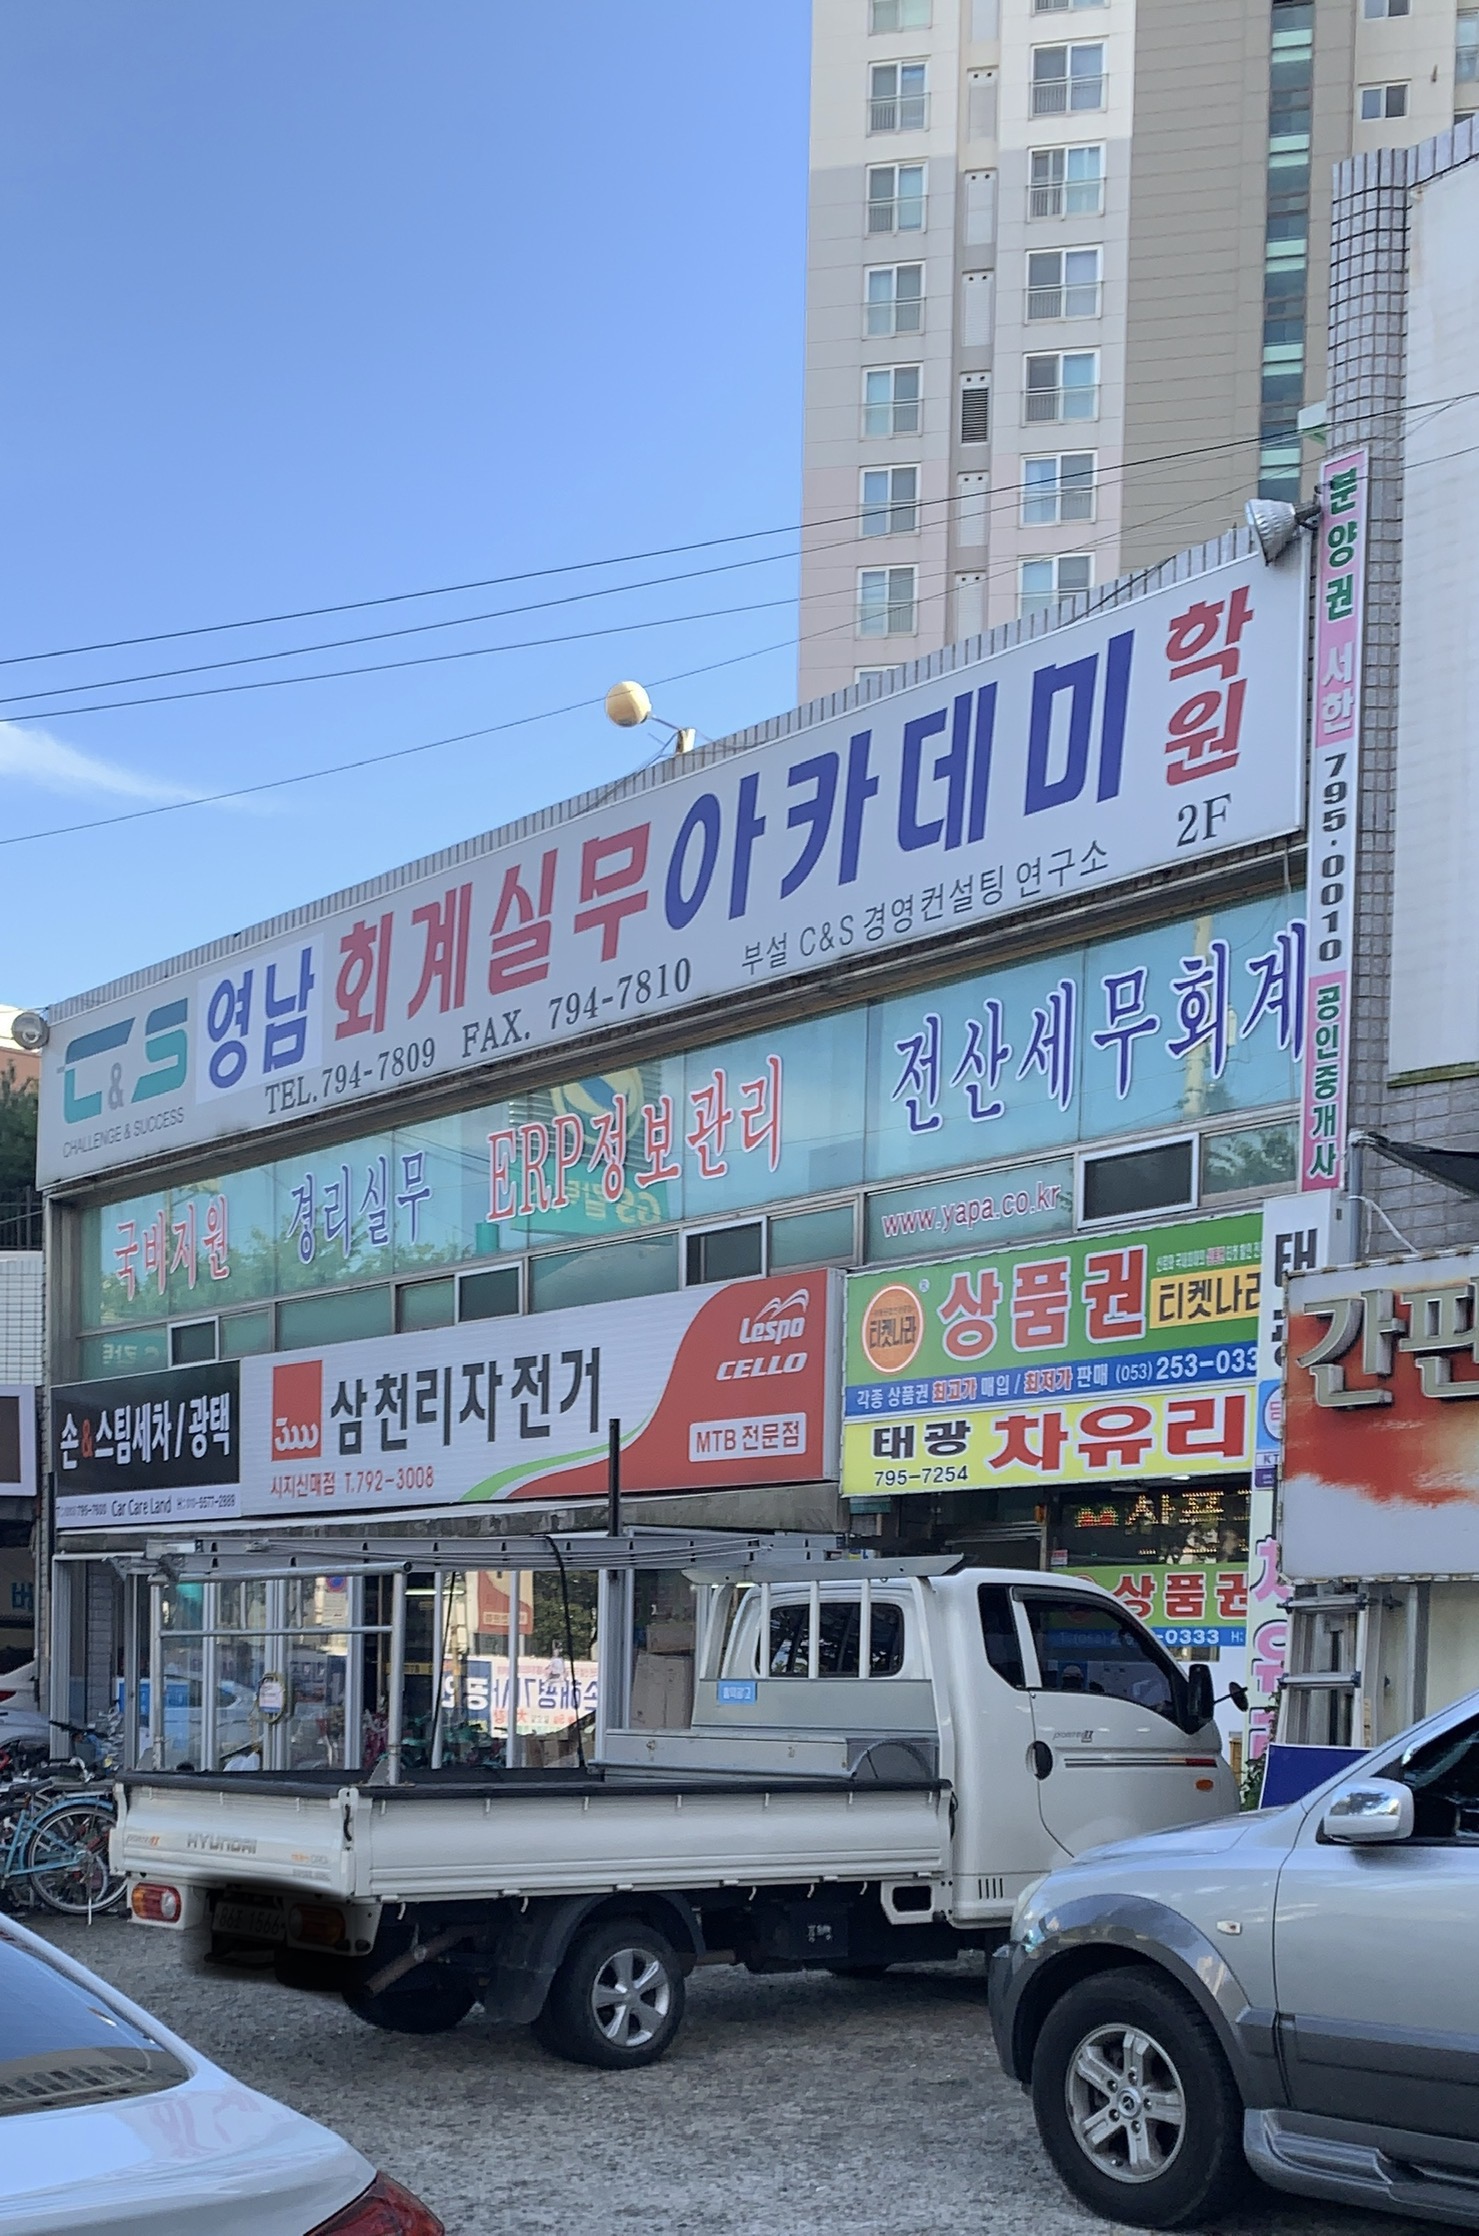 C&S
CHALLENGE & SUCCESS
영남 회계실무아카데미 학원
TEL.794-7809 FAX. 794-7810
부설 C&S 경영컨설팅 연구소
2F
분양권 서한 795·0010 공인중개사
국비지원 경리실무 ERP정보관리 전산세무회계
www.yapa.co.kr
손&스팀세차/광택
Car Care Land
삼천리자전거
시지신매점 T.792-3008
Lespo
CELLO
MTB 전문점
티켓나라
상품권
티켓나라
각종 상품권 최고가 매입 / 최저가 판매 (053) 253-033
태광 차유리
795-7254
간편
상품권
-0333
HYUNDAI